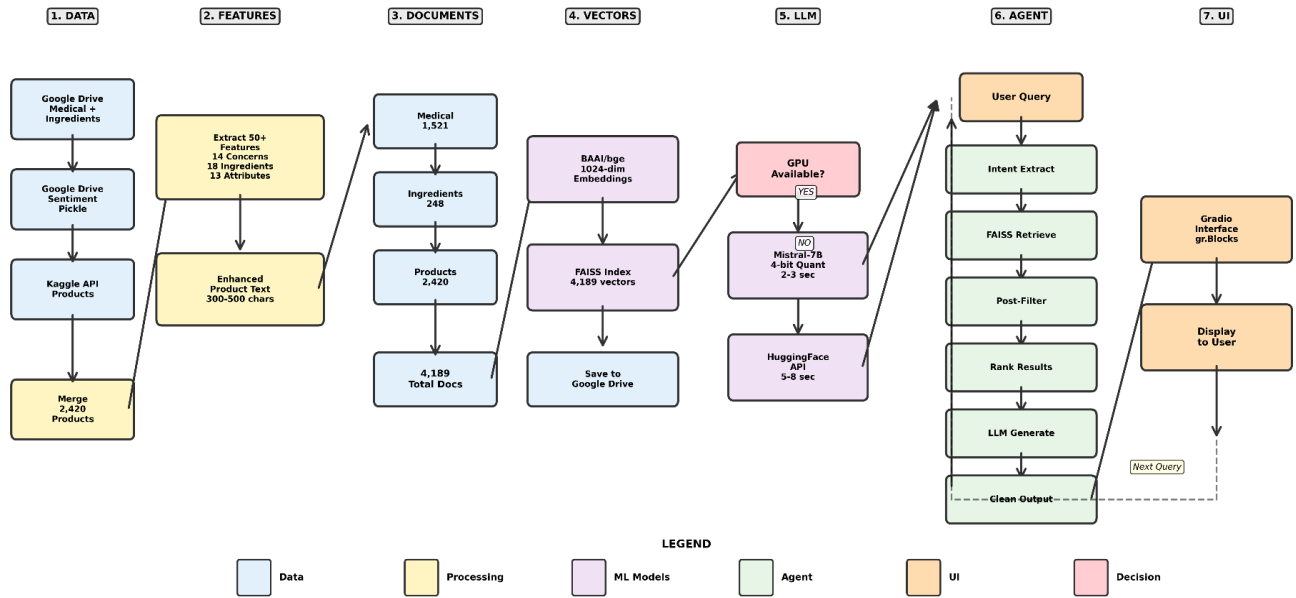 1. DATA
2. FEATURES
3. DOCUMENTS
4. VECTORS
5. LLM
6. AGENT
7. UI
Google Drive
Medical +
Ingredients
Google Drive
Sentiment
Pickle
Kaggle API
Products
Merge
2,420
Products
Extract 50+
Features
14 Concerns
18 Ingredients
13 Attributes
Enhanced
Product Text
300-500 chars
Medical
1,521
Ingredients
248
Products
2,420
4,189
Total Docs
BAAI/bge
1024-dim
Embeddings
FAISS Index
4,189 vectors
Save to
Google Drive
GPU
Available?
YES
NO
Mistral-7B
4-bit Quant
2-3 sec
HuggingFace
API
5-8 sec
User Query
Intent Extract
FAISS Retrieve
Post-Filter
Rank Results
LLM Generate
Clean Output
Gradio
Interface
gr.Blocks
Display
to User
Next Query
LEGEND
Data
Processing
ML Models
Agent
UI
Decision